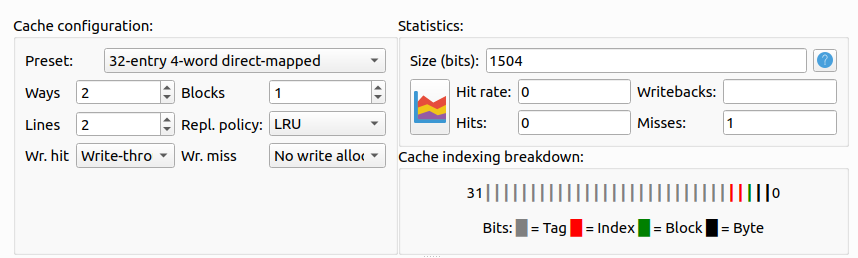 Cache configuration:
Preset: 32-entry 4-word direct-mapped
Ways 2 Blocks 1
Lines 2 Repl. policy: LRU
Wr. hit Write-thro Wr. miss No write alloc
Statistics:
Size (bits): 1504 ?
Hit rate: 0 Writebacks:
Hits: 0 Misses: 1
Cache indexing breakdown:
31 0
Bits: = Tag = Index = Block = Byte